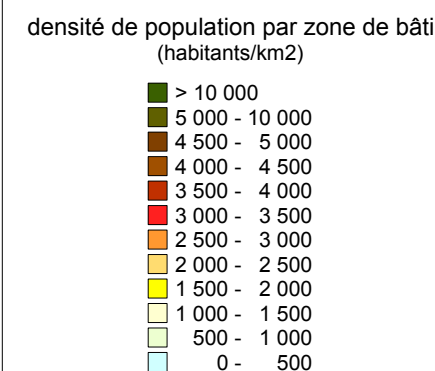 densité de population par zone de bâti
(habitants/km2)
> 10 000
5 000 - 10 000
4 500 - 5 000
4 000 - 4 500
3 500 - 4 000
3 000 - 3 500
2 500 - 3 000
2 000 - 2 500
1 500 - 2 000
1 000 - 1 500
500 - 1 000
0 - 500